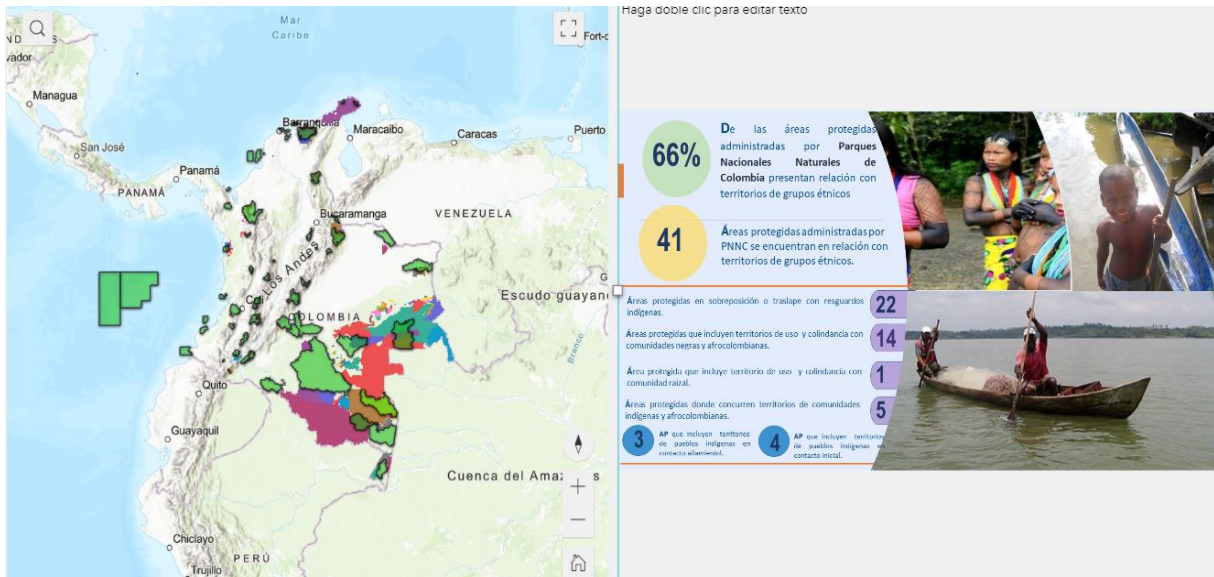 Haga doble clic para editar texto
Mar
Caribe
Fort-d
ND S
vador
Managua
Barranquilla
Maracaibo
Caracas
Puerto
San José
Panamá
PANAMÁ
Bucaramanga
VENEZUELA
Los Andes
Escudo guayan
Cali
COLOMBIA
Branco
Quito
Guayaquil
Cuenca del Amaz s
Chiclayo
PERÚ
Trujillo
66%
De las áreas protegidas
administradas por Parques
Nacionales Naturales de
Colombia presentan relación con
territorios de grupos étnicos
41
Áreas protegidas administradas por
PNNC se encuentran en relación con
territorios de grupos étnicos.
Áreas protegidas en sobreposición o traslape con resguardos
indígenas.
22
Áreas protegidas que incluyen territorios de uso y colindancia con
comunidades negras y afrocolombianas.
14
Área protegida que incluye territorio de uso y colindancia con
comunidad raizal.
1
Áreas protegidas donde concurren territorios de comunidades
indígenas y afrocolombianas.
5
3
AP que incluyen territorios
de pueblos indígenas en
contacto
4
AP que incluyen territorios
de pueblos indígenas en
contacto inicial.